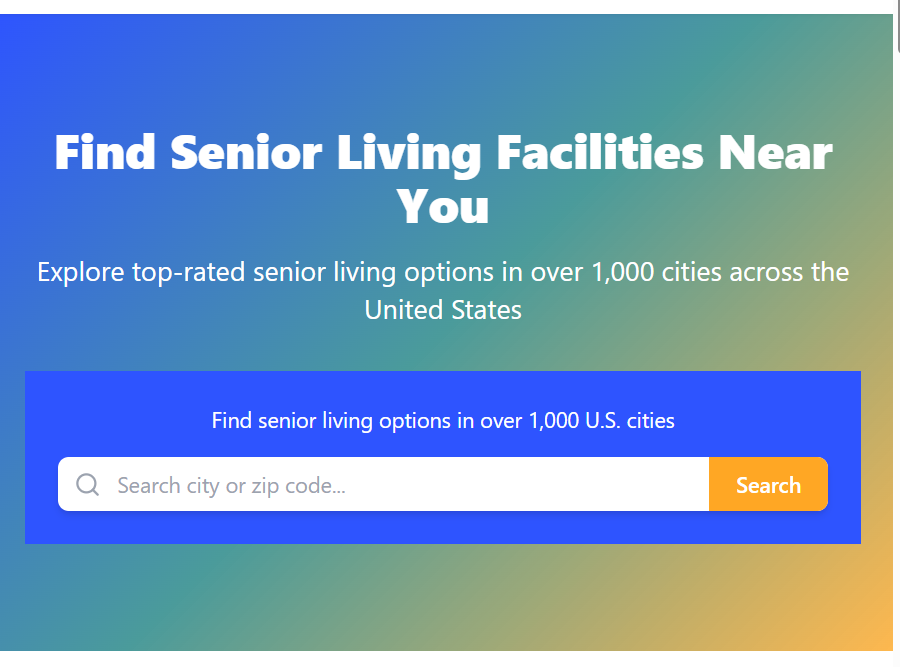 Find Senior Living Facilities Near
You
Explore top-rated senior living options in over 1,000 cities across the
United States
Find senior living options in over 1,000 U.S. cities
Search city or zip code...
Search